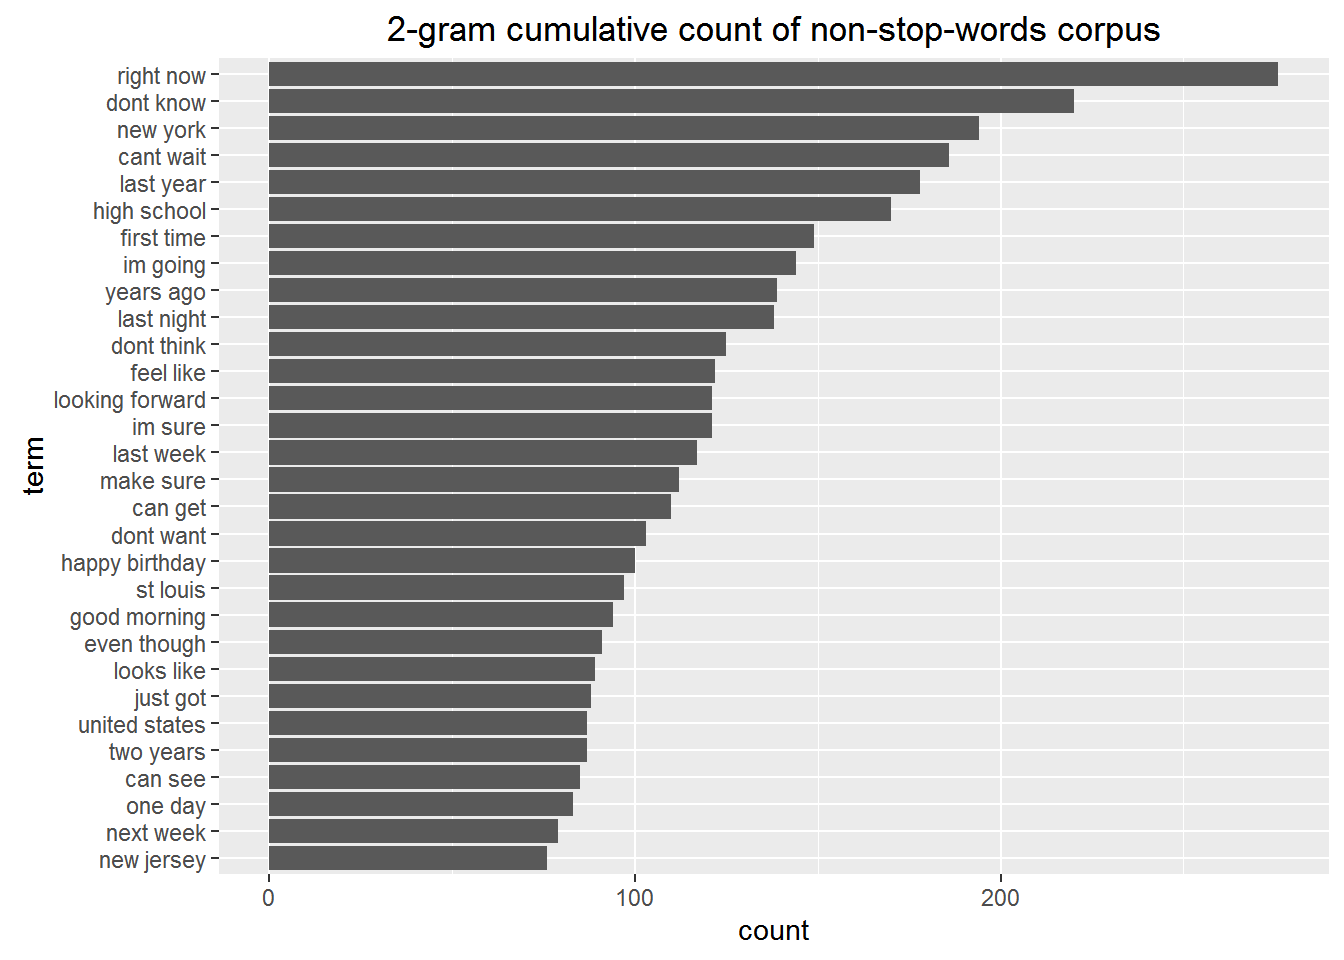 2-gram cumulative count of non-stop-words corpus
right now
dont know
new york
cant wait
last year
high school
first time
im going
years ago
last night
dont think
feel like
looking forward
im sure
last week
make sure
can get
dont want
happy birthday
st louis
good morning
even though
looks like
just got
united states
two years
can see
one day
next week
new jersey
term
0 100 200
count